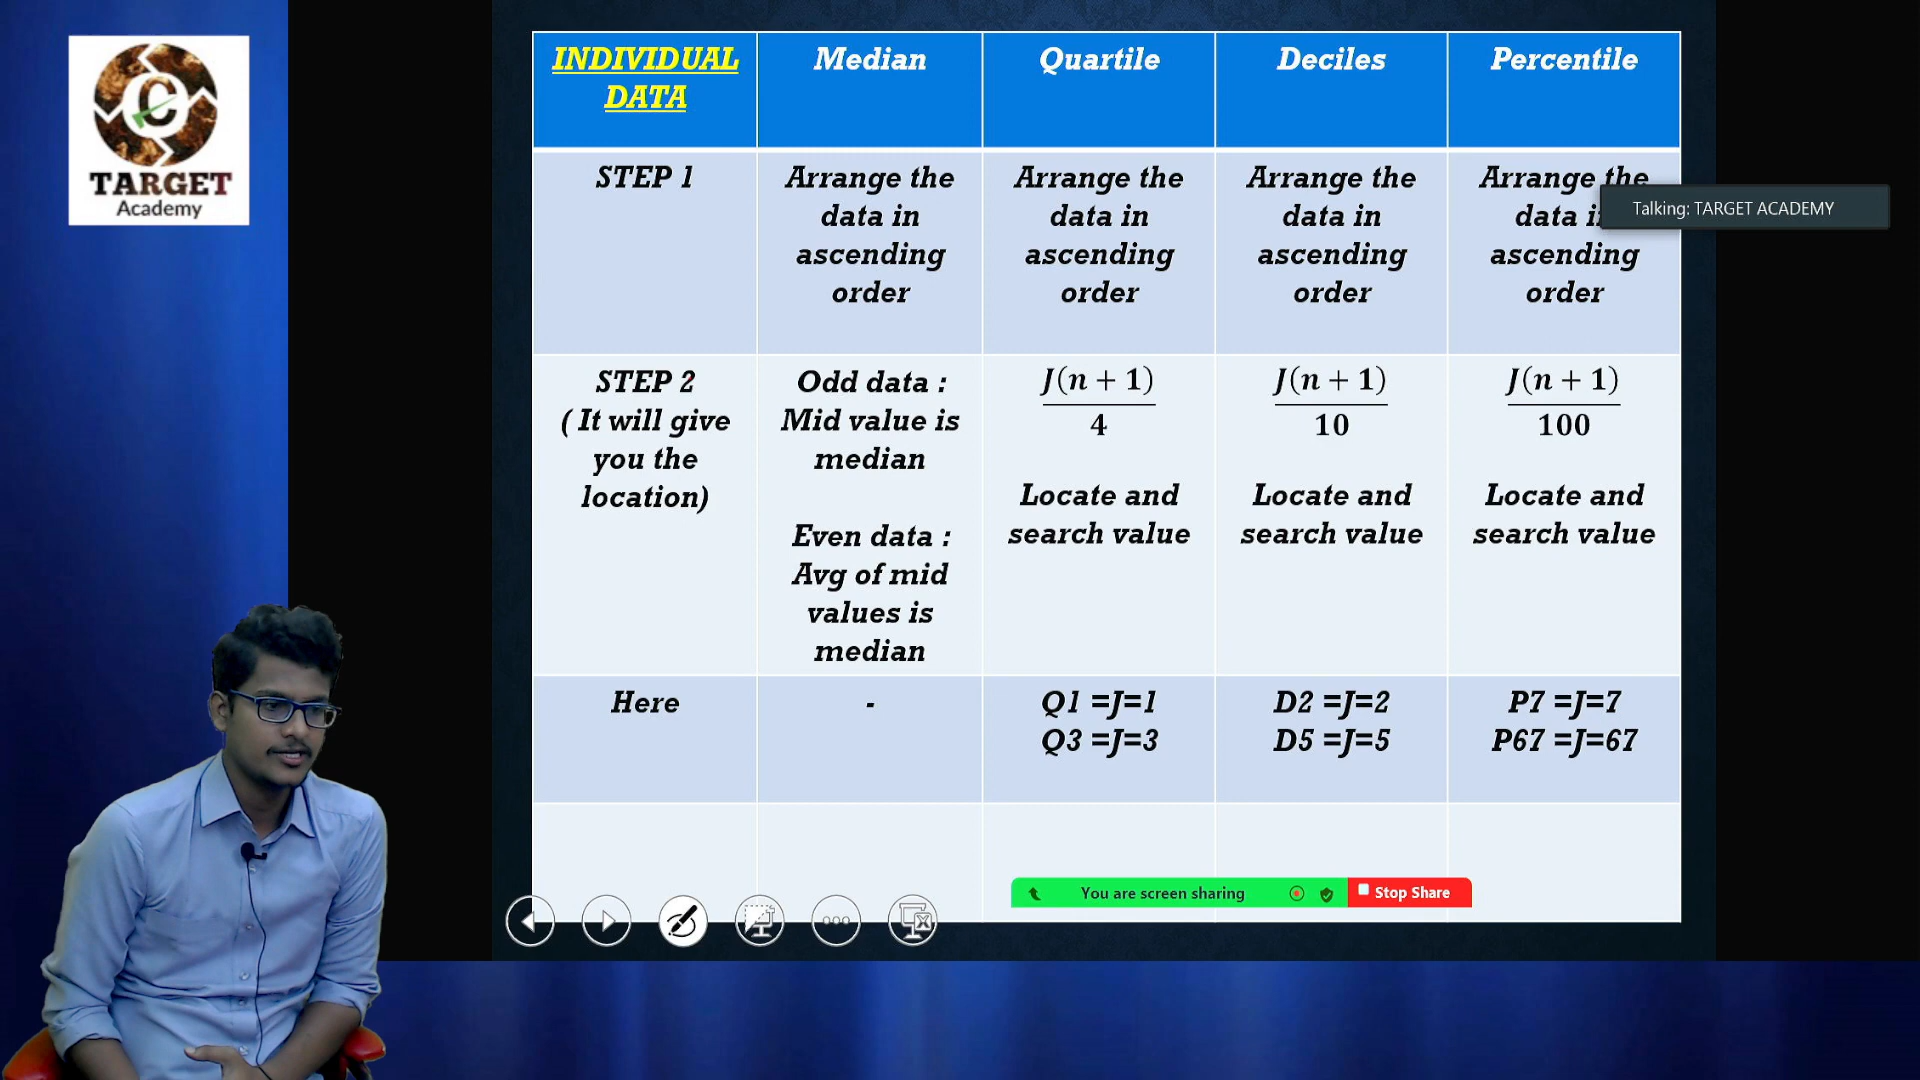 C
TARGET
Academy
INDIVIDUAL
DATA
Median
Quartile
Deciles
Percentile
STEP 1
Arrange the
data in
ascending
order
Arrange the
data in
ascending
order
Arrange the
data in
ascending
order
Arrange the
data in
ascending
order
Talking: TARGET ACADEMY
STEP 2
( It will give
you the
location)
Odd data :
Mid value is
median
Even data :
Avg of mid
values is
median
J(n + 1)
4
Locate and
search value
J(n + 1)
10
Locate and
search value
J(n + 1)
100
Locate and
search value
Here
-
Q1 =J=1
Q3 =J=3
D2 =J=2
D5 =J=5
P7 =J=7
P67 =J=67
You are screen sharing
Stop Share